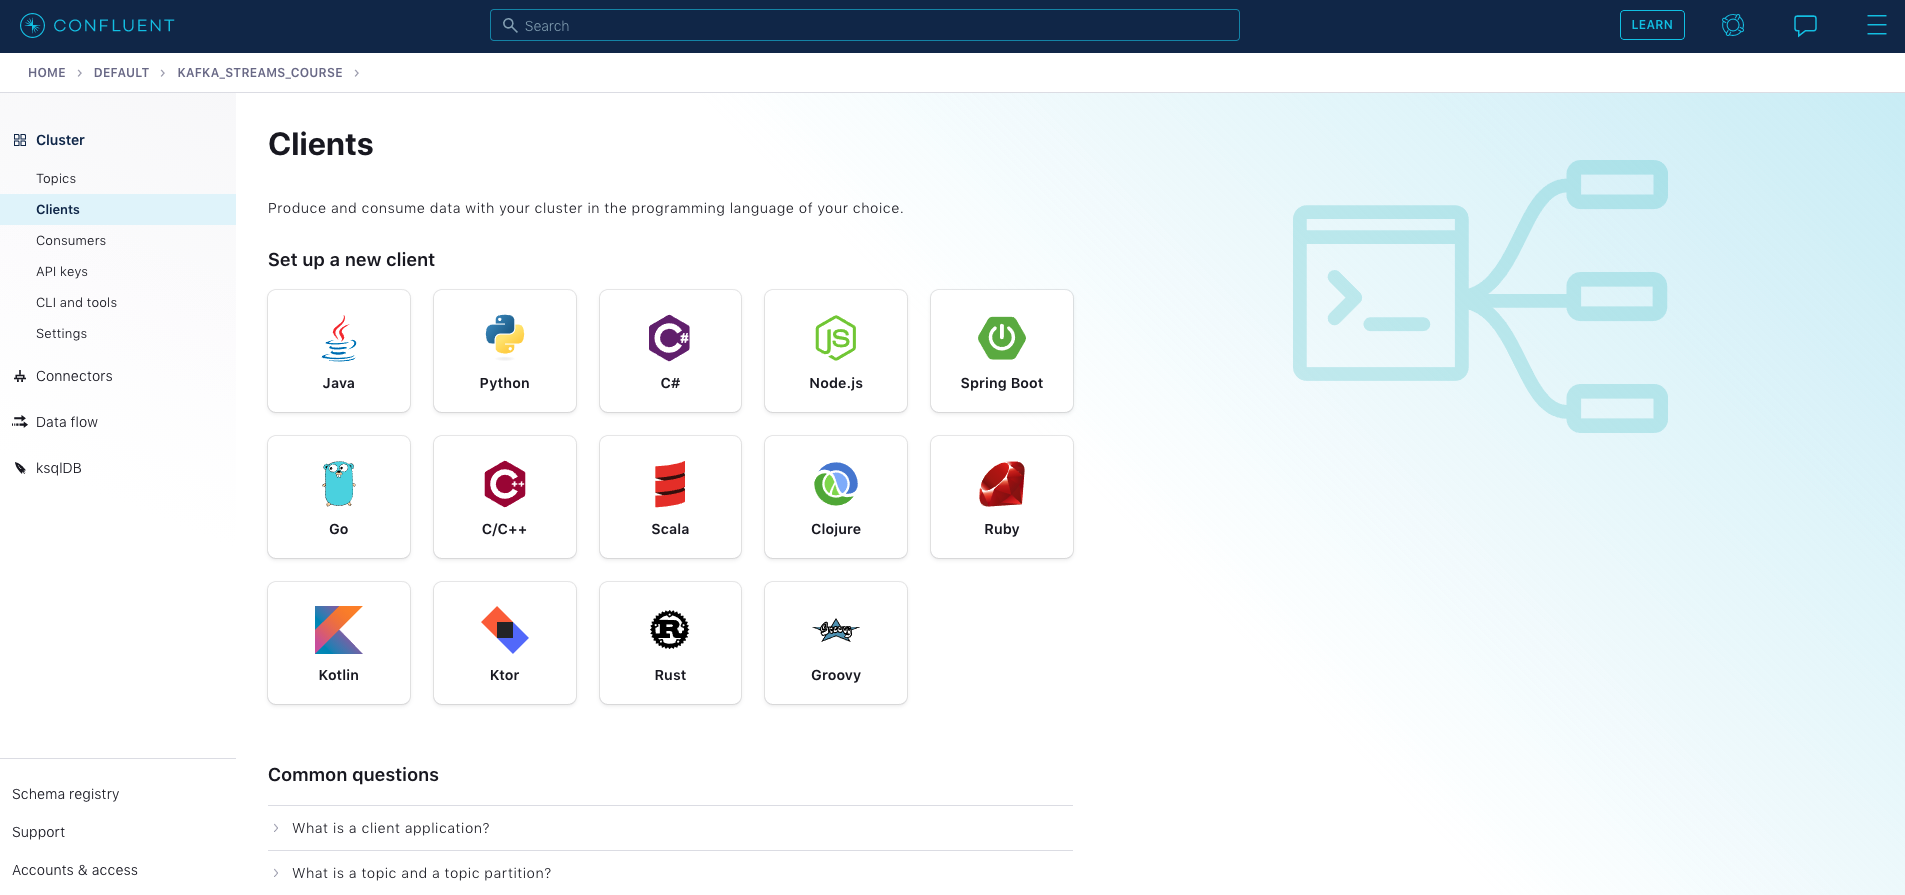 CONFLUENT
Search
LEARN
HOME > DEFAULT > KAFKA_STREAMS_COURSE >
Cluster
Topics
Clients
Consumers
API keys
CLI and tools
Settings
Connectors
Data flow
ksqlDB
Schema registry
Support
Accounts & access
Clients
Produce and consume data with your cluster in the programming language of your choice.
Set up a new client
Java
Python
C#
Node.js
Spring Boot
Go
C/C++
Scala
Clojure
Ruby
Kotlin
Ktor
Rust
Groovy
Common questions
What is a client application?
What is a topic and a topic partition?